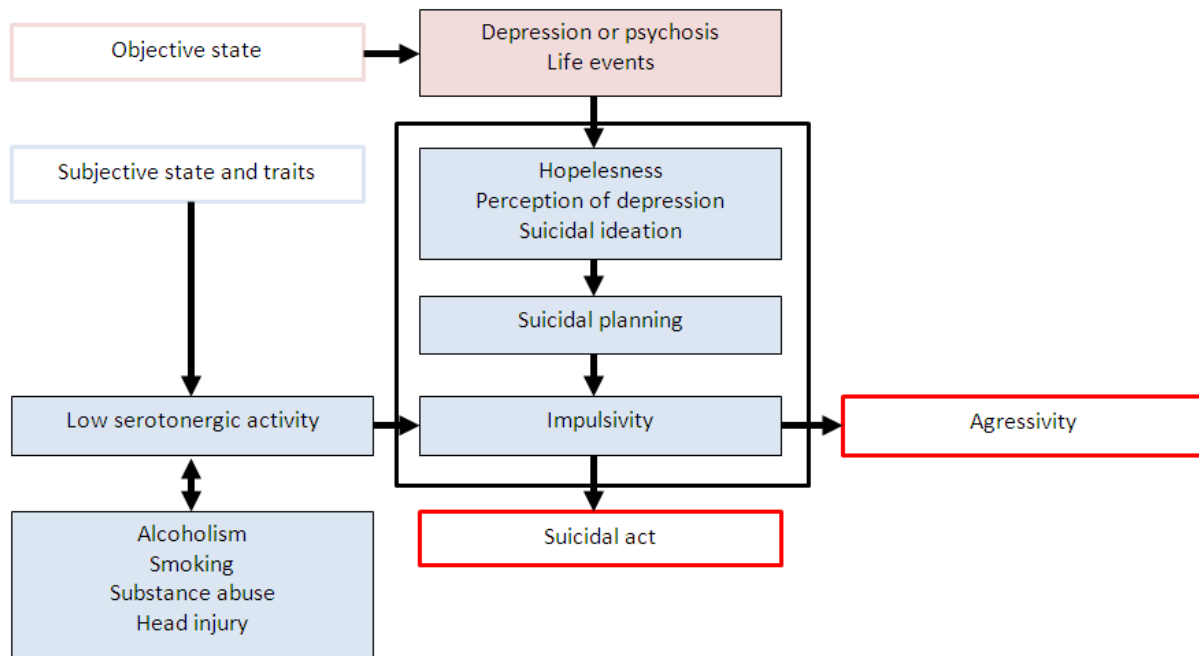 Objective state
Depression or psychosis
Life events
Subjective state and traits
Hopelesness
Perception of depression
Suicidal ideation
Suicidal planning
Low serotonergic activity
Impulsivity
Agressivity
Alcoholism
Smoking
Substance abuse
Head injury
Suicidal act